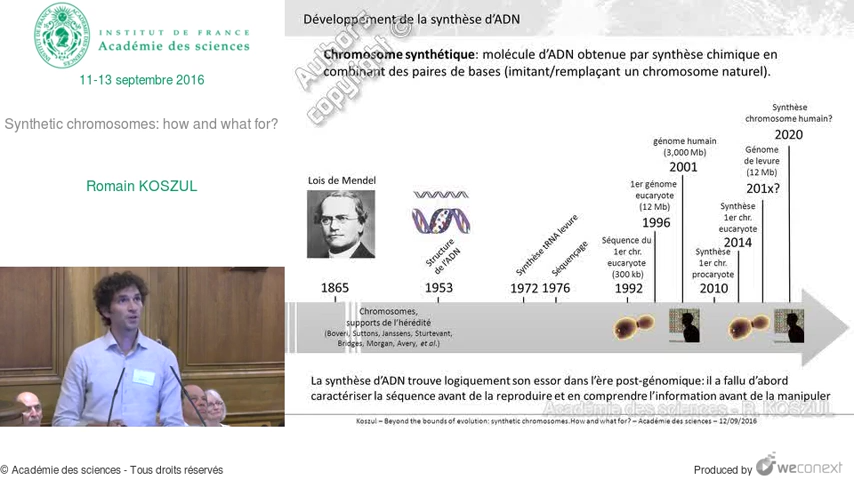 INSTITUT DE FRANCE
Académie des sciences
11-13 septembre 2016
Synthetic chromosomes: how and what for?
Romain KOSZUL
Développement de la synthèse d'ADN
Authors
copyright ©
Chromosome synthétique: molécule d'ADN obtenue par synthèse chimique en
combinant des paires de bases (imitant/remplaçant un chromosome naturel).
Lois de Mendel
1865
Structure
de l'ADN
1953
Synthèse tRNA levure
1972
Séquençage
1976
Séquence du
1er chr.
eucaryote
(300 kb)
1992
1er génome
eucaryote
(12 Mb)
1996
génome humain
(3,000 Mb)
2001
Synthèse
1er chr.
procaryote
2010
Synthèse
1er chr.
eucaryote
2014
Génome
de levure
(12 Mb)
201x?
Synthèse
chromosome humain?
2020
Chromosomes,
supports de l'hérédité
(Boveri, Suttons, Janssens, Sturtevant,
Bridges, Morgan, Avery, et al.)
La synthèse d'ADN trouve logiquement son essor dans l'ère post-génomique: il a fallu d'abord
caractériser la séquence avant de la reproduire et en comprendre l'information avant de la manipuler
Académie des sciences - R. KOSZUL
Koszul – Beyond the bounds of evolution: synthetic chromosomes.How and what for? – Académie des sciences – 12/09/2016
© Académie des sciences - Tous droits réservés
Produced by weconext